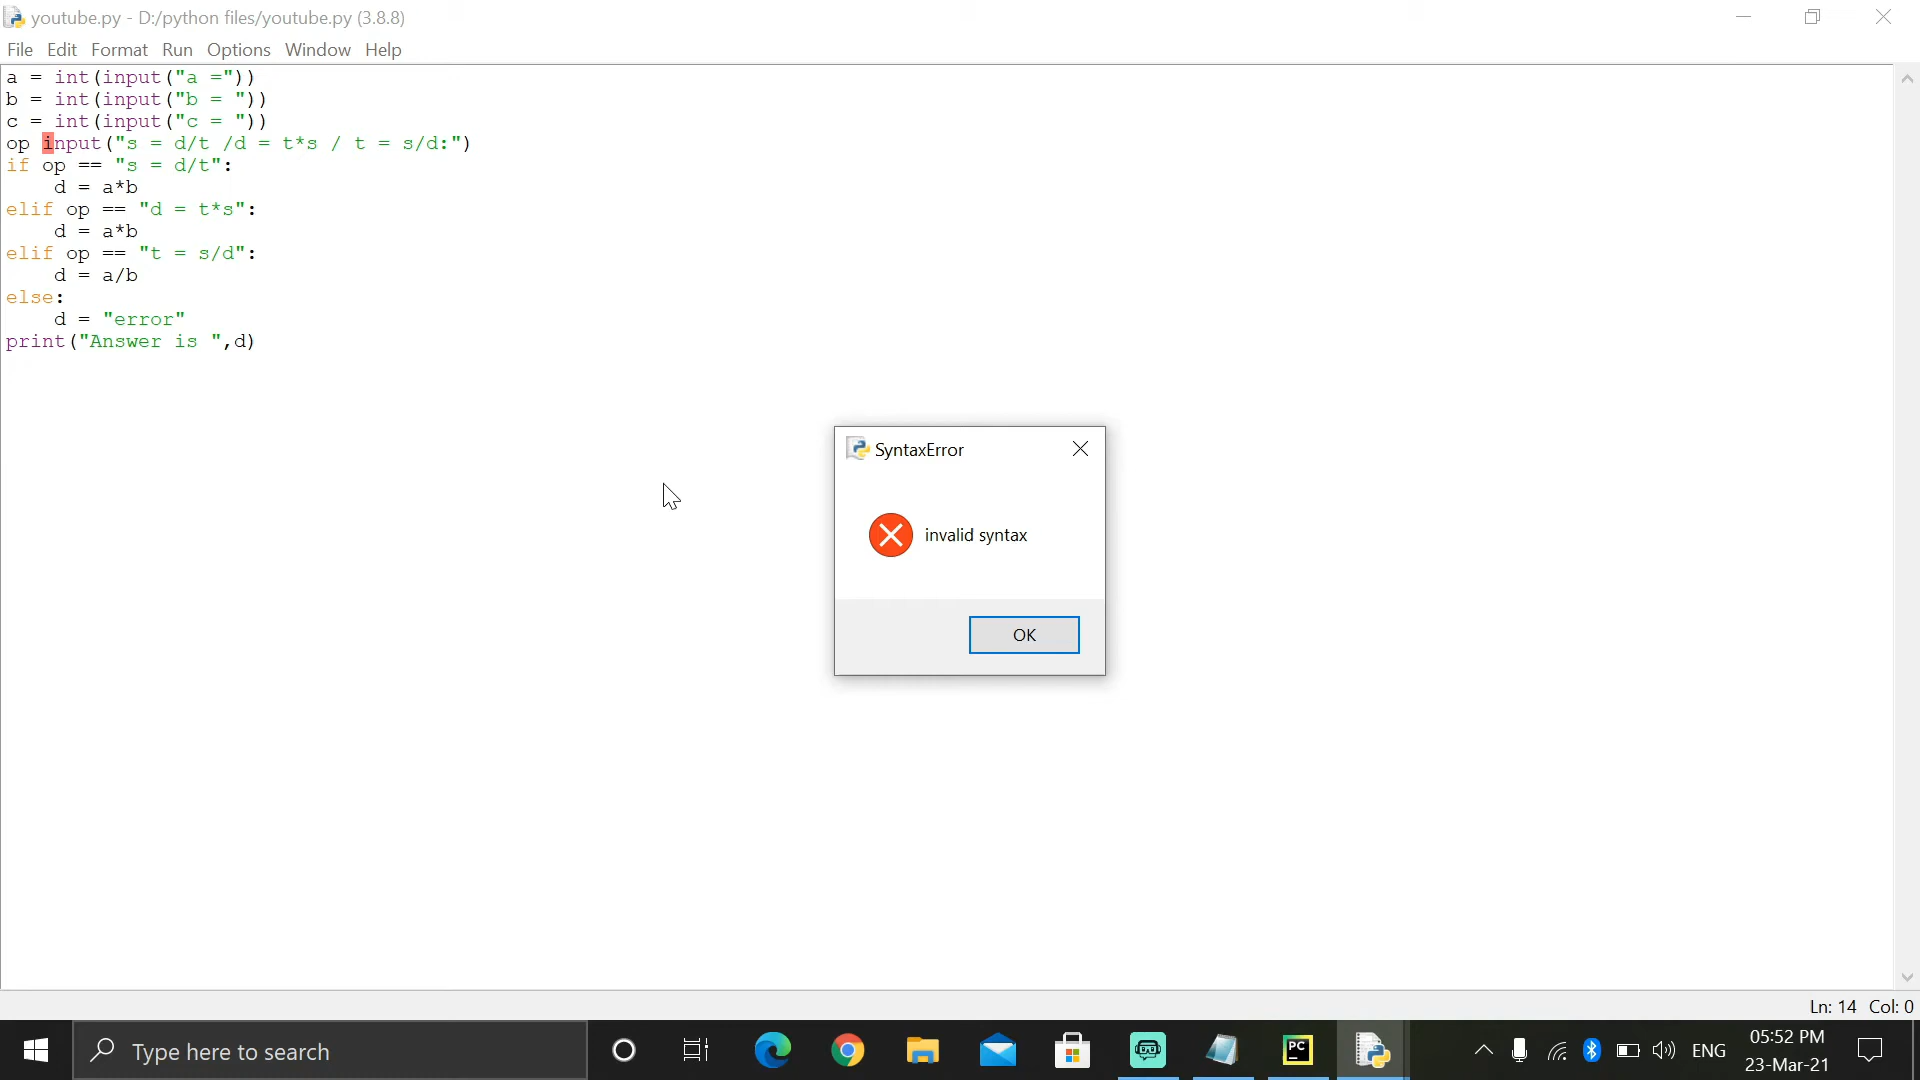 youtube.py - D:/python files/youtube.py (3.8.8)
File Edit Format Run Options Window Help
a = int(input("a ="))
b = int(input("b = "))
c = int(input("c = "))
op input("s = d/t /d = t*s / t = s/d:")
if op == "s = d/t":
    d = a*b
elif op == "d = t*s":
    d = a*b
elif op == "t = s/d":
    d = a/b
else:
    d = "error"
print("Answer is ",d)
SyntaxError
invalid syntax
OK
Ln: 14 Col: 0
Type here to search
PC
ENG
05:52 PM
23-Mar-21